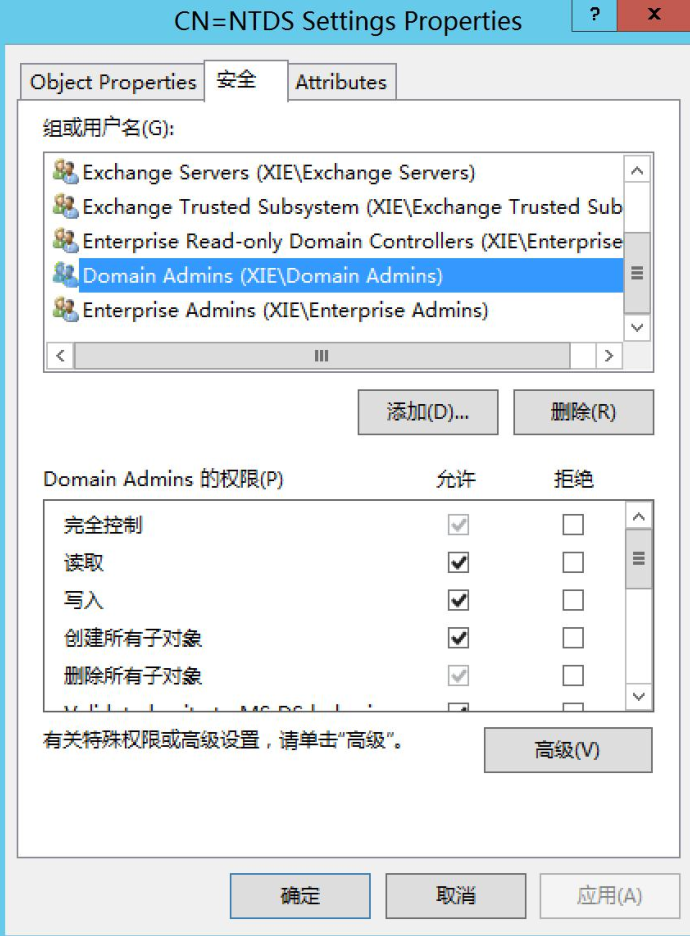 CN=NTDS Settings Properties
?
x
Object Properties
安全
Attributes
组或用户名(G):
Exchange Servers (XIE\Exchange Servers)
Exchange Trusted Subsystem (XIE\Exchange Trusted Sub
Enterprise Read-only Domain Controllers (XIE\Enterprise
Domain Admins (XIE\Domain Admins)
Enterprise Admins (XIE\Enterprise Admins)
添加(D)...
删除(R)
Domain Admins 的权限(P)
允许
拒绝
完全控制
读取
写入
创建所有子对象
删除所有子对象
有关特殊权限或高级设置，请单击“高级”。
高级(V)
确定
取消
应用(A)